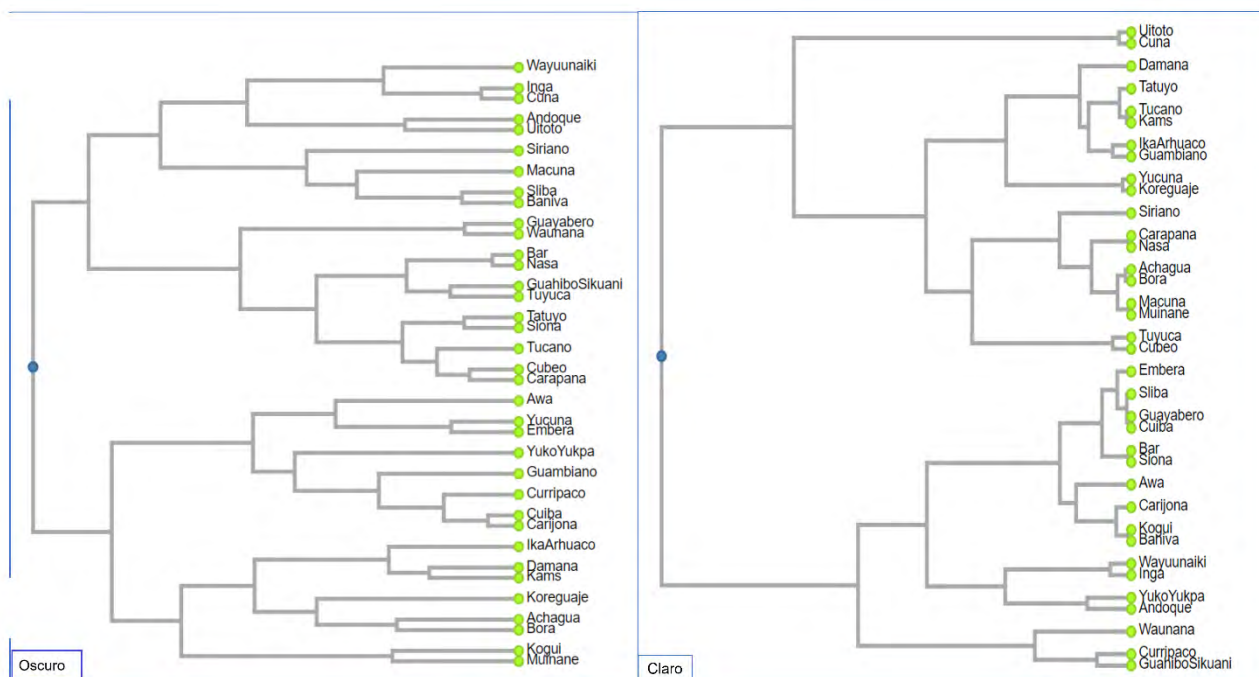 Wayuunaiki
Inga
Cuna
Andoque
Uitoto
Siriano
Macuna
Sliba
Baniva
Guayabero
Waunana
Bar
Nasa
GuahiboSikuani
Tuyuca
Tatuyo
Siona
Tucano
Cubeo
Carapana
Awa
Yucuna
Embera
YukoYukpa
Guambiano
Curripaco
Cuiba
Carijona
IkaArhuaco
Damana
Kams
Koreguaje
Achagua
Bora
Kogui
Muinane
Oscuro
Uitoto
Cuna
Damana
Tatuyo
Tucano
Kams
IkaArhuaco
Guambiano
Yucuna
Koreguaje
Siriano
Carapana
Nasa
Achagua
Bora
Macuna
Muinane
Tuyuca
Cubeo
Embera
Sliba
Guayabero
Cuiba
Bar
Siona
Awa
Carijona
Kogui
Baniva
Wayuunaiki
Inga
YukoYukpa
Andoque
Waunana
Curripaco
GuahiboSikuani
Claro